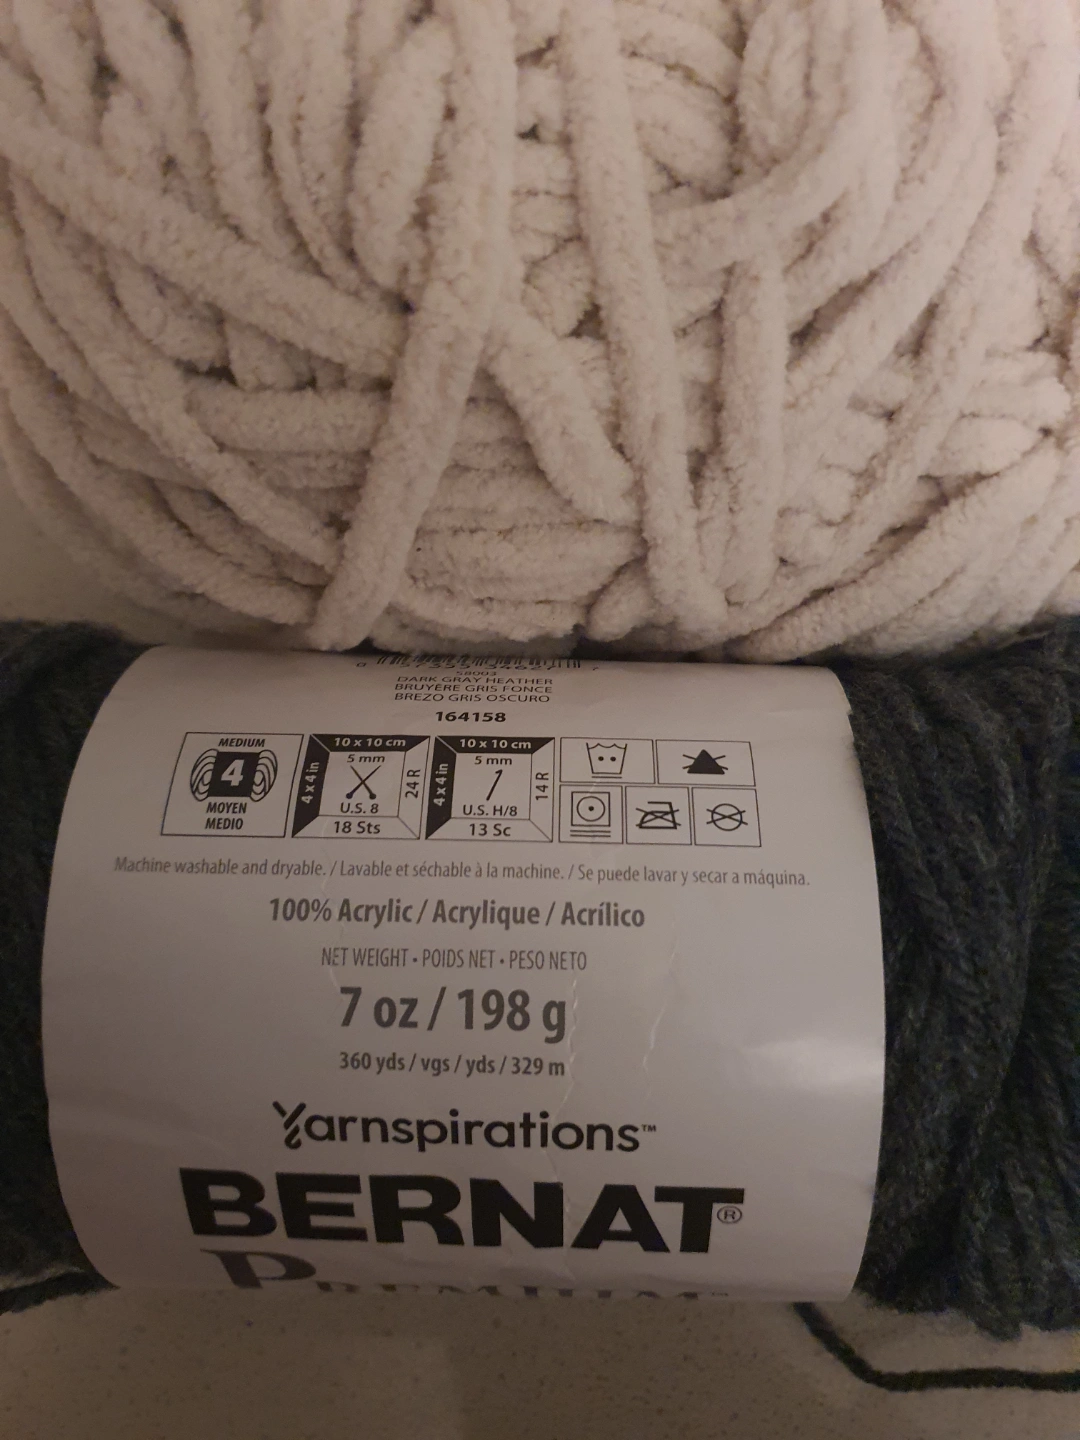 DARK GRAY HEATHER
BRUYÈRE GRIS FONCE
BREZO GRIS OSCURO
164158
MEDIUM
4
MOYEN
MEDIO
10 x 10 cm
4 x 4 in
5 mm
24 R
U.S. 8
18 Sts
10 x 10 cm
4 x 4 in
5 mm
14 R
U.S. H/8
13 Sc
Machine washable and dryable. / Lavable et séchable à la machine. / Se puede lavar y secar a máquina.
100% Acrylic / Acrylique / Acrílico
NET WEIGHT • POIDS NET • PESO NETO
7 oz / 198 g
360 yds / vgs / yds / 329 m
Yarnspirations™
BERNAT®
PREMIUM™